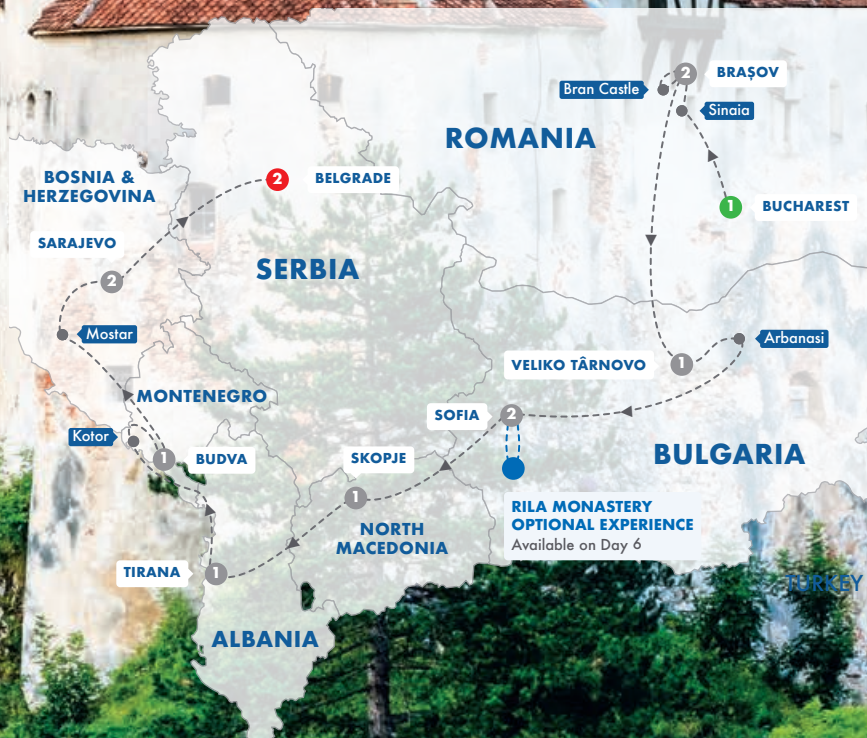 2
BRAȘOV
Bran Castle
Sinaia
ROMANIA
BOSNIA &
HERZEGOVINA
2
BELGRADE
1
BUCHAREST
SARAJEVO
2
SERBIA
Mostar
Arbanasi
VELIKO TÂRNOVO
1
MONTENEGRO
SOFIA
2
Kotor
1
BUDVA
SKOPJE
BULGARIA
1
RILA MONASTERY
OPTIONAL EXPERIENCE
Available on Day 6
NORTH
MACEDONIA
TIRANA
1
TURKEY
ALBANIA